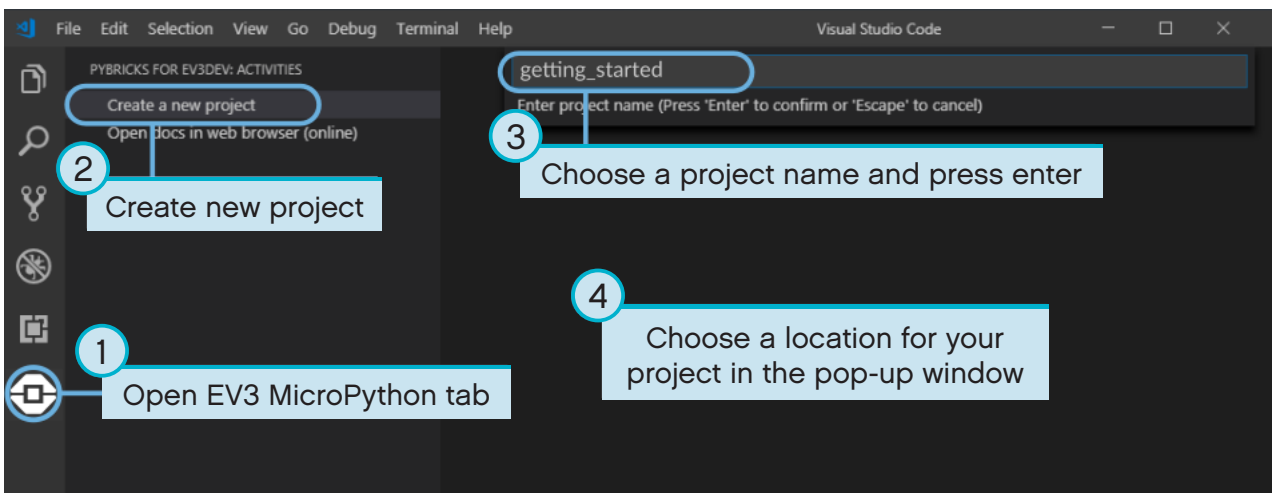 File Edit Selection View Go Debug Terminal Help Visual Studio Code
PYBRICKS FOR EV3DEV: ACTIVITIES
Create a new project
Open docs in web browser (online)
2
Create new project
getting_started
Enter project name (Press 'Enter' to confirm or 'Escape' to cancel)
3
Choose a project name and press enter
4
Choose a location for your
project in the pop-up window
1
Open EV3 MicroPython tab